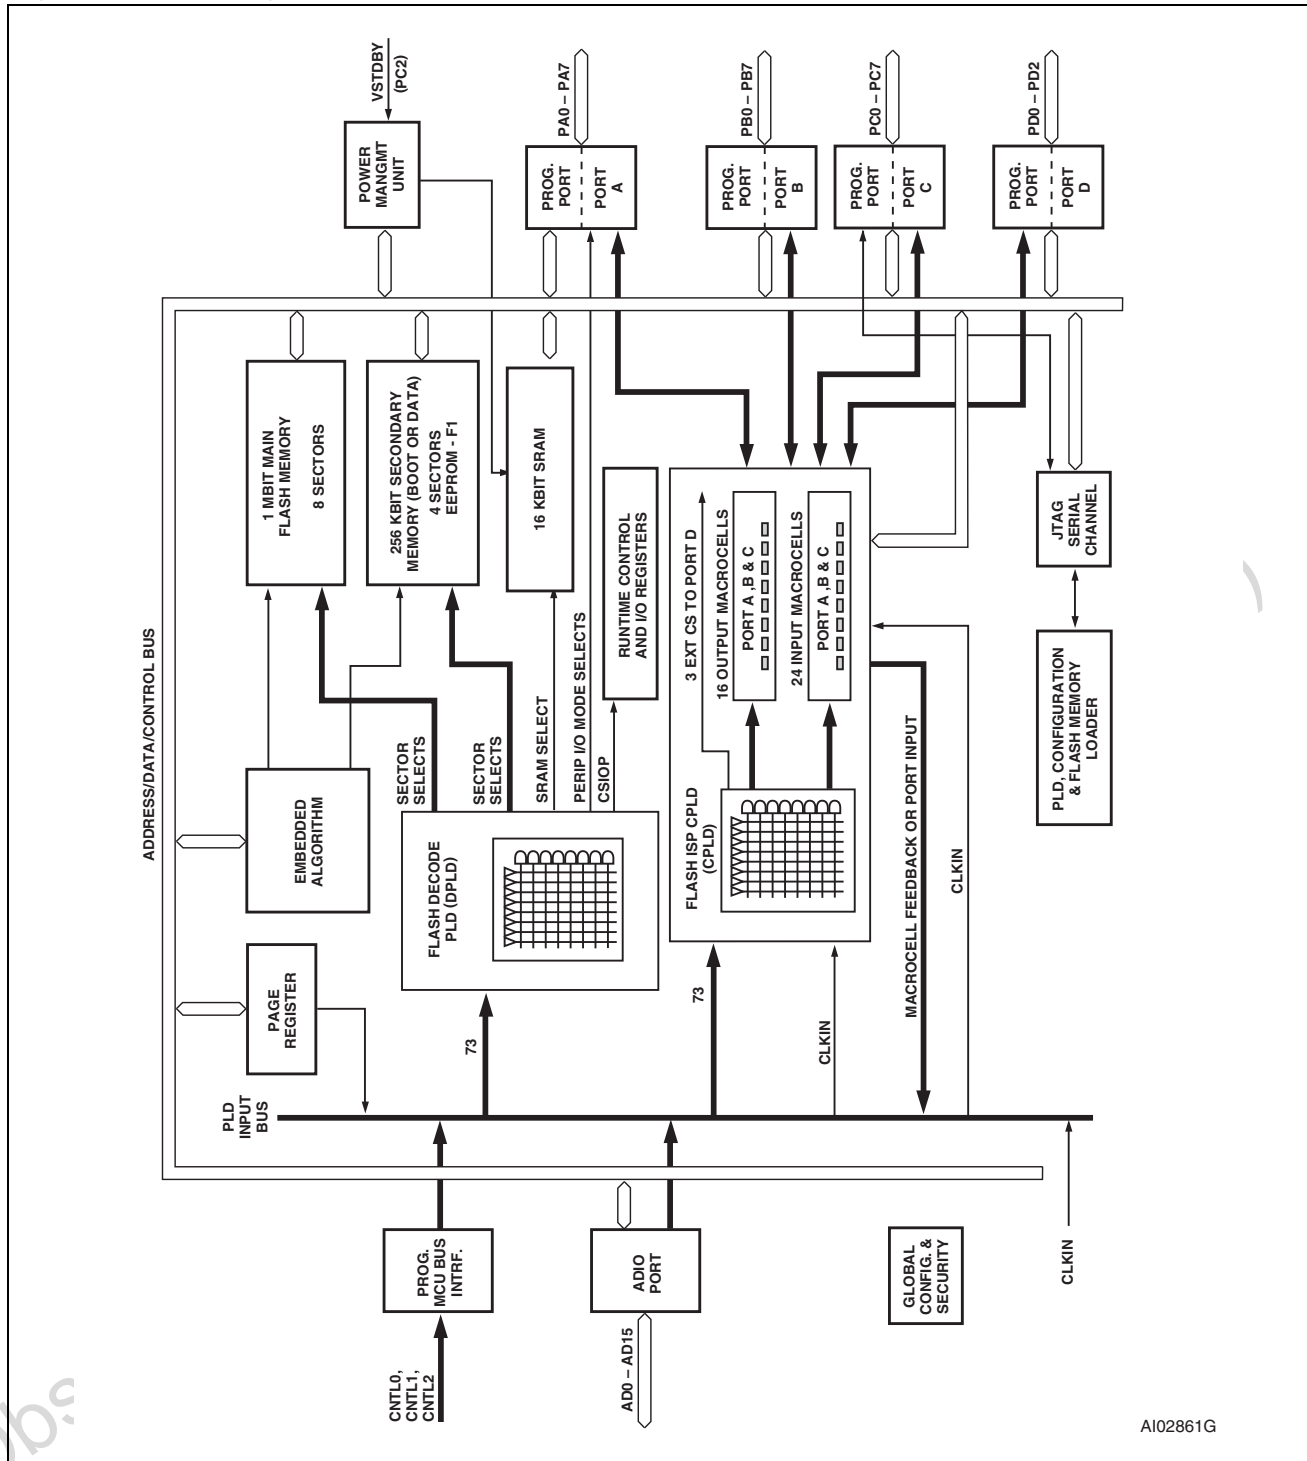 VSTDBY
(PC2)
POWER
MANGMT
UNIT
PA0 – PA7
PROG.
PORT
PORT
A
PB0 – PB7
PROG.
PORT
PORT
B
PC0 – PC7
PROG.
PORT
PORT
C
PD0 – PD2
PROG.
PORT
PORT
D
ADDRESS/DATA/CONTROL BUS
1 MBIT MAIN
FLASH MEMORY
8 SECTORS
256 KBIT SECONDARY
MEMORY (BOOT OR DATA)
4 SECTORS
EEPROM - F1
16 KBIT SRAM
RUNTIME CONTROL
AND I/O REGISTERS
3 EXT CS TO PORT D
16 OUTPUT MACROCELLS
PORT A ,B & C
24 INPUT MACROCELLS
PORT A ,B & C
JTAG
SERIAL
CHANNEL
PLD, CONFIGURATION
& FLASH MEMORY
LOADER
EMBEDDED
ALGORITHM
SECTOR
SELECTS
SECTOR
SELECTS
SRAM SELECT
PERIP I/O MODE SELECTS
CSIOP
FLASH DECODE
PLD (DPLD)
FLASH ISP CPLD
(CPLD)
MACROCELL FEEDBACK OR PORT INPUT
CLKIN
PAGE
REGISTER
73
73
CLKIN
PLD
INPUT
BUS
PROG.
MCU BUS
INTRF.
ADIO
PORT
GLOBAL
CONFIG. &
SECURITY
CLKIN
CNTL0,
CNTL1,
CNTL2
AD0 – AD15
AI02861G